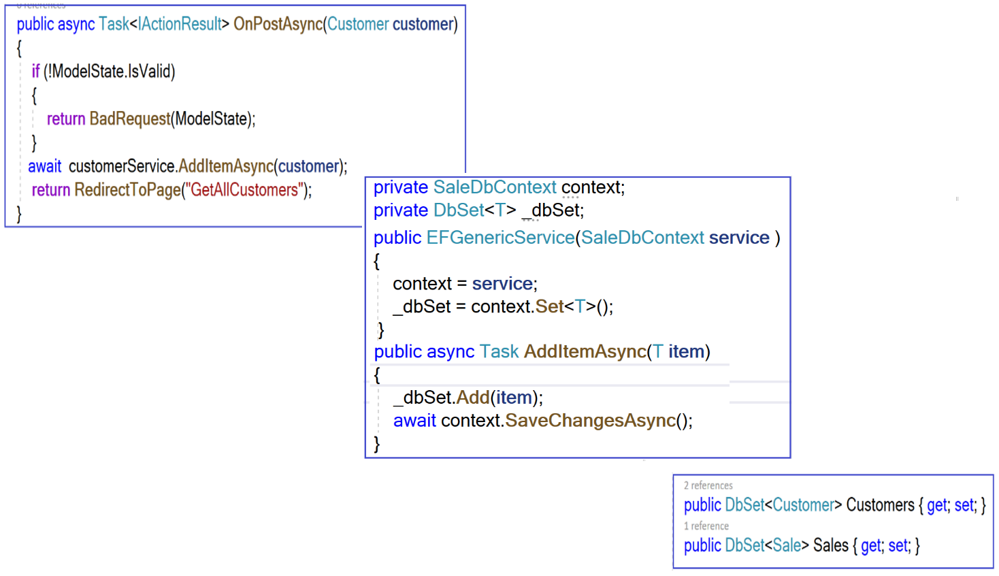 0 references
public async Task<IActionResult> OnPostAsync(Customer customer)
{
if (!ModelState.IsValid)
{
return BadRequest(ModelState);
}
await customerService.AddItemAsync(customer);
return RedirectToPage("GetAllCustomers");
}
private SaleDbContext context;
private DbSet<T> _dbSet;
public EFGenericService(SaleDbContext service )
{
context = service;
_dbSet = context.Set<T>();
}
public async Task AddItemAsync(T item)
{
_dbSet.Add(item);
await context.SaveChangesAsync();
}
2 references
public DbSet<Customer> Customers { get; set; }
1 reference
public DbSet<Sale> Sales { get; set; }